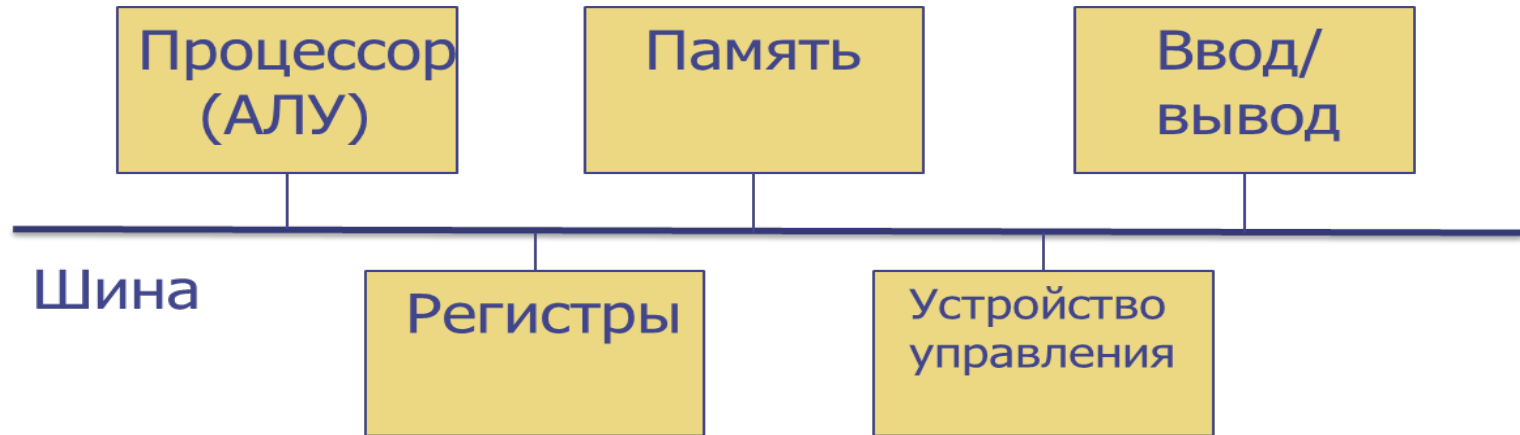 Процессор
(АЛУ)
Память
Ввод/
вывод
Шина
Регистры
Устройство
управления